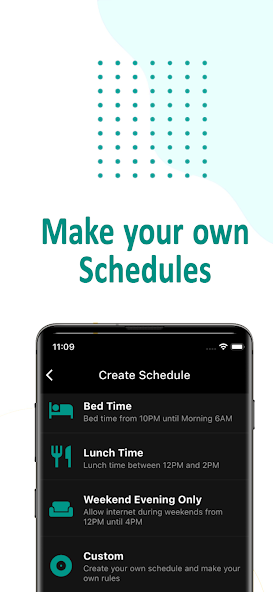 Make your own
Schedules
11:09
Create Schedule
Bed Time
Bed time from 10PM until Morning 6AM
Lunch Time
Lunch time between 12PM and 2PM
Weekend Evening Only
Allow internet during weekends from
12PM until 4PM
Custom
Create your own schedule and make your
own rules